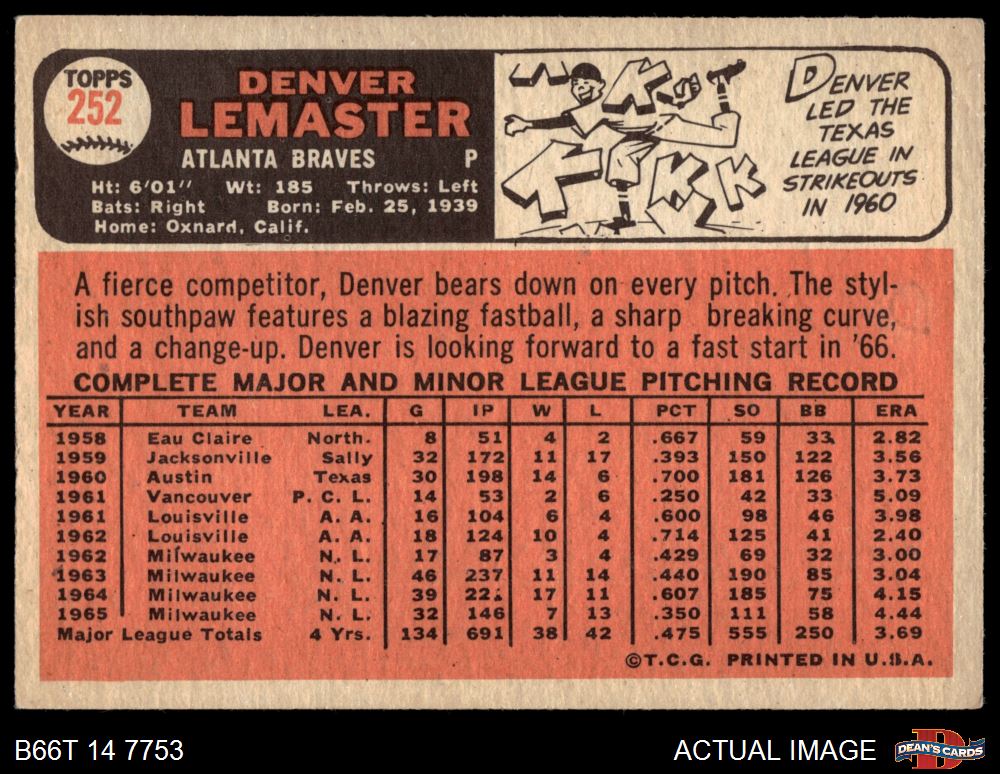 TOPPS
252
DENVER
LEMASTER
ATLANTA BRAVES P
Ht: 6'01" Wt: 185 Throws: Left
Bats: Right Born: Feb. 25, 1939
Home: Oxnard, Calif.
K K T K K
DENVER
LED THE
TEXAS
LEAGUE IN
STRIKEOUTS
IN 1960
A fierce competitor, Denver bears down on every pitch. The styl-
ish southpaw features a blazing fastball, a sharp breaking curve,
and a change-up. Denver is looking forward to a fast start in '66.
COMPLETE MAJOR AND MINOR LEAGUE PITCHING RECORD
YEAR TEAM LEA. G IP W L PCT SO BB ERA
1958 Eau Claire North. 8 51 4 2 .667 59 33 2.82
1959 Jacksonville Sally 32 172 11 17 .393 150 122 3.56
1960 Austin Texas 30 198 14 6 .700 181 126 3.73
1961 Vancouver P. C. L. 14 53 2 6 .250 42 33 5.09
1961 Louisville A. A. 16 104 6 4 .600 98 46 3.98
1962 Louisville A. A. 18 124 10 4 .714 125 41 2.40
1962 Milwaukee N. L. 17 87 3 4 .429 69 32 3.00
1963 Milwaukee N. L. 46 237 11 14 .440 190 85 3.04
1964 Milwaukee N. L. 39 17 11 .607 185 75 4.15
1965 Milwaukee N. L. 32 146 7 13 .350 111 58 4.44
Major League Totals 4 Yrs. 134 691 38 42 .475 555 250 3.69
©T.C.G. PRINTED IN U.S.A.
B66T 14 7753 ACTUAL IMAGE D DEAN'S CARDS